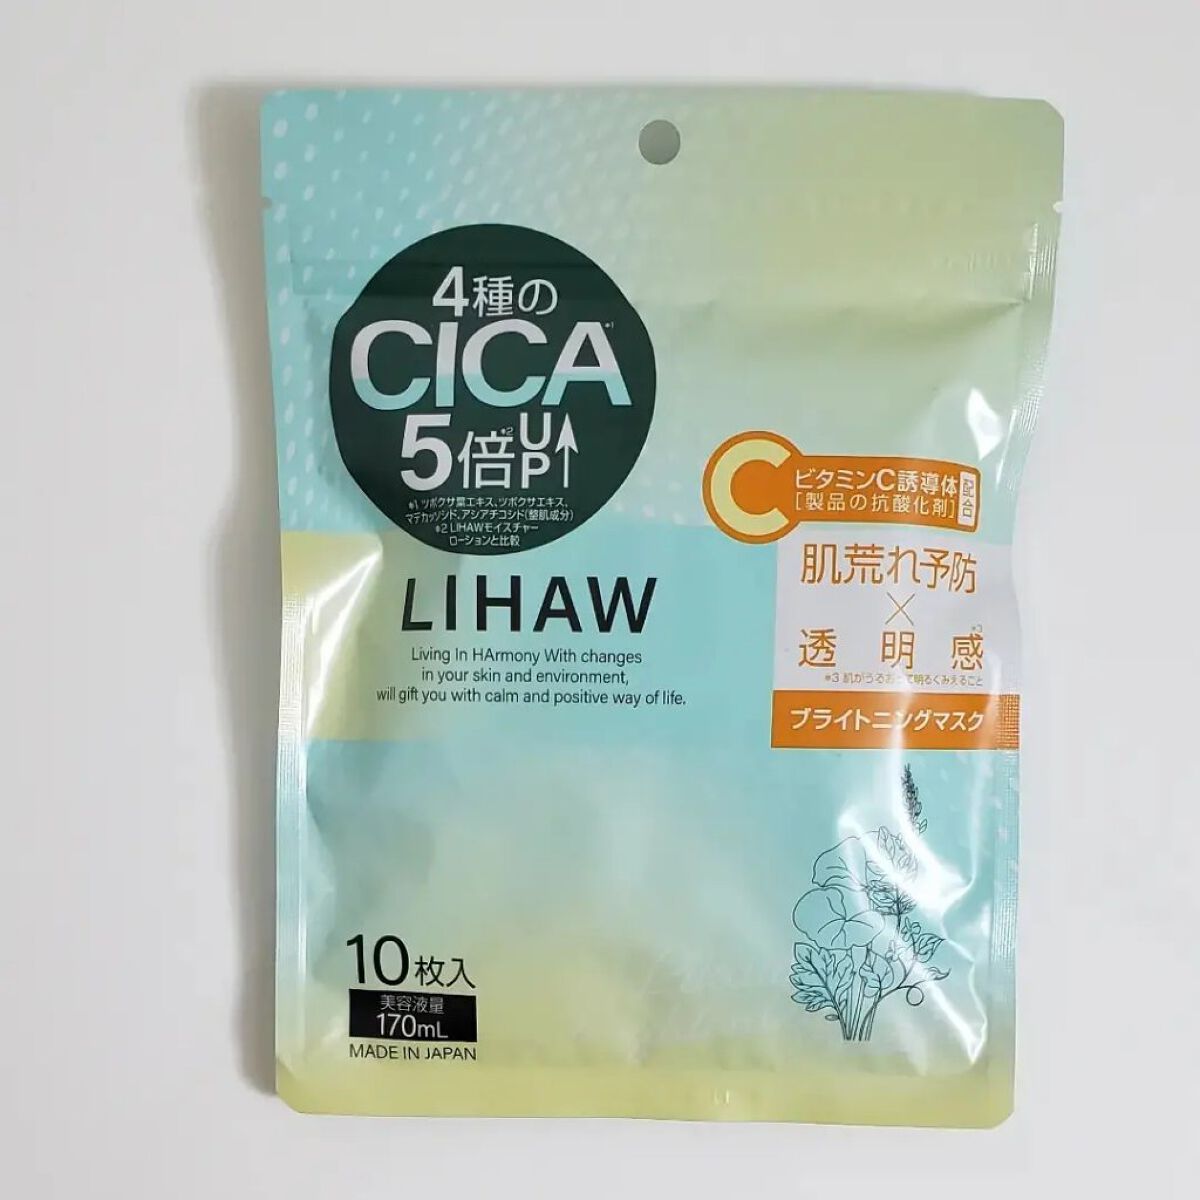 4種の
CICA*1
5倍*2UP↑
*1 ツボクサ葉エキス、ツボクサエキス、
マデカッソシド、アシアチコシド(整肌成分)
*2 LIHAWモイスチャー
ローションと比較
LIHAW
Living In HArmony With changes
in your skin and environment,
will gift you with calm and positive way of life.
C
ビタミンC誘導体
[製品の抗酸化剤]
配合
肌荒れ予防
×
透明感*3
*3 肌がうるおって明るくみえること
ブライトニングマスク
10枚入
美容液量
170mL
MADE IN JAPAN